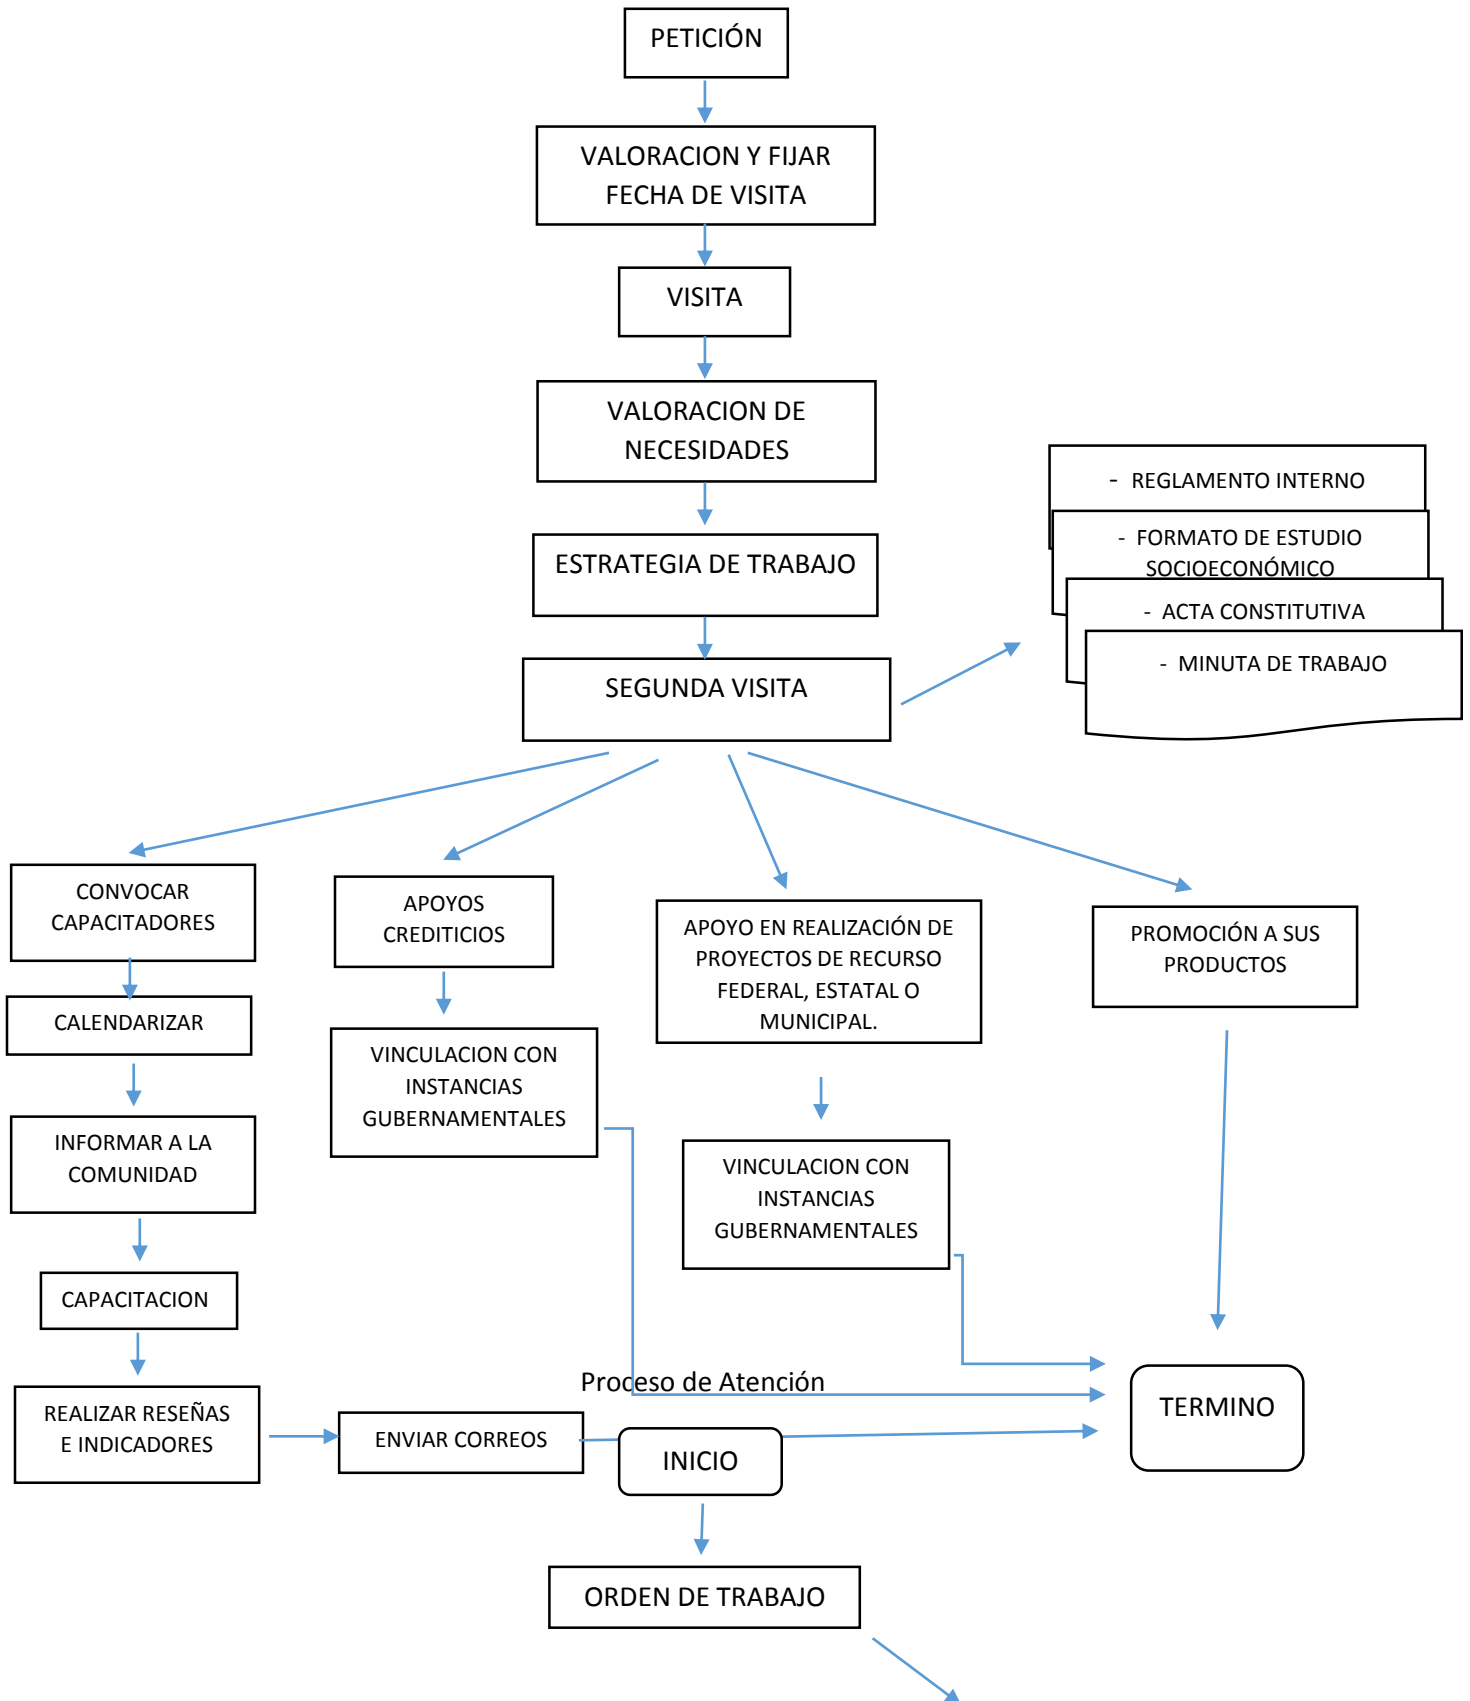 PETICIÓN
VALORACION Y FIJAR
FECHA DE VISITA
VISITA
VALORACION DE
NECESIDADES
- REGLAMENTO INTERNO
- FORMATO DE ESTUDIO
SOCIOECONÓMICO
- ACTA CONSTITUTIVA
- MINUTA DE TRABAJO
ESTRATEGIA DE TRABAJO
SEGUNDA VISITA
CONVOCAR
CAPACITADORES
APOYOS
CREDITICIOS
APOYO EN REALIZACIÓN DE
PROYECTOS DE RECURSO
FEDERAL, ESTATAL O
MUNICIPAL.
PROMOCIÓN A SUS
PRODUCTOS
CALENDARIZAR
VINCULACION CON
INSTANCIAS
GUBERNAMENTALES
INFORMAR A LA
COMUNIDAD
VINCULACION CON
INSTANCIAS
GUBERNAMENTALES
CAPACITACION
Proceso de Atención
REALIZAR RESEÑAS
E INDICADORES
ENVIAR CORREOS
INICIO
TERMINO
ORDEN DE TRABAJO